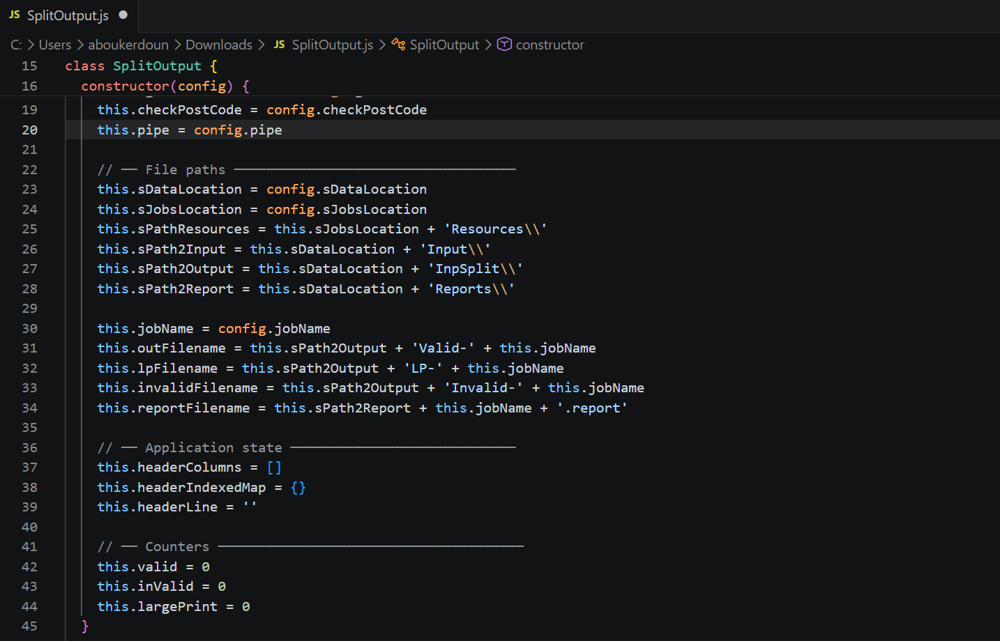 JS SplitOutput.js ●
C: > Users > aboukerdoun > Downloads > JS SplitOutput.js > SplitOutput > constructor
15 class SplitOutput {
16 constructor(config) {
19 this.checkPostCode = config.checkPostCode
20 this.pipe = config.pipe
21
22 // ── File paths ───────────────────────────────────
23 this.sDataLocation = config.sDataLocation
24 this.sJobsLocation = config.sJobsLocation
25 this.sPathResources = this.sJobsLocation + 'Resources\\'
26 this.sPath2Input = this.sDataLocation + 'Input\\'
27 this.sPath2Output = this.sDataLocation + 'InpSplit\\'
28 this.sPath2Report = this.sDataLocation + 'Reports\\'
29
30 this.jobName = config.jobName
31 this.outFilename = this.sPath2Output + 'Valid-' + this.jobName
32 this.lpFilename = this.sPath2Output + 'LP-' + this.jobName
33 this.invalidFilename = this.sPath2Output + 'Invalid-' + this.jobName
34 this.reportFilename = this.sPath2Report + this.jobName + '.report'
35
36 // ── Application state ────────────────────────────
37 this.headerColumns = []
38 this.headerIndexedMap = {}
39 this.headerLine = ''
40
41 // ── Counters ──────────────────────────────────────
42 this.valid = 0
43 this.inValid = 0
44 this.largePrint = 0
45 }